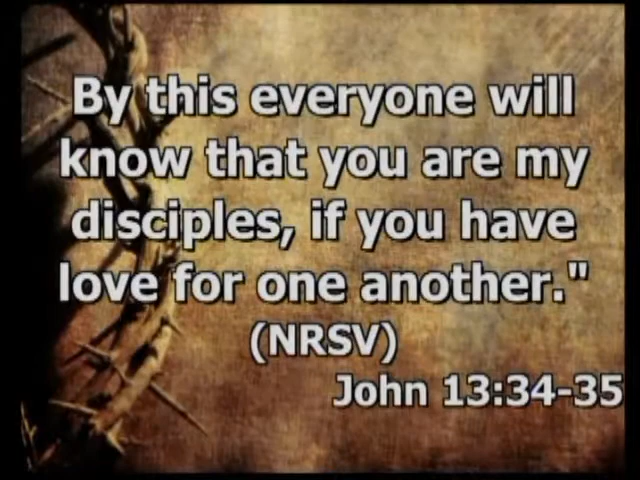 By this everyone will
know that you are my
disciples, if you have
love for one another."
(NRSV)
John 13:34-35